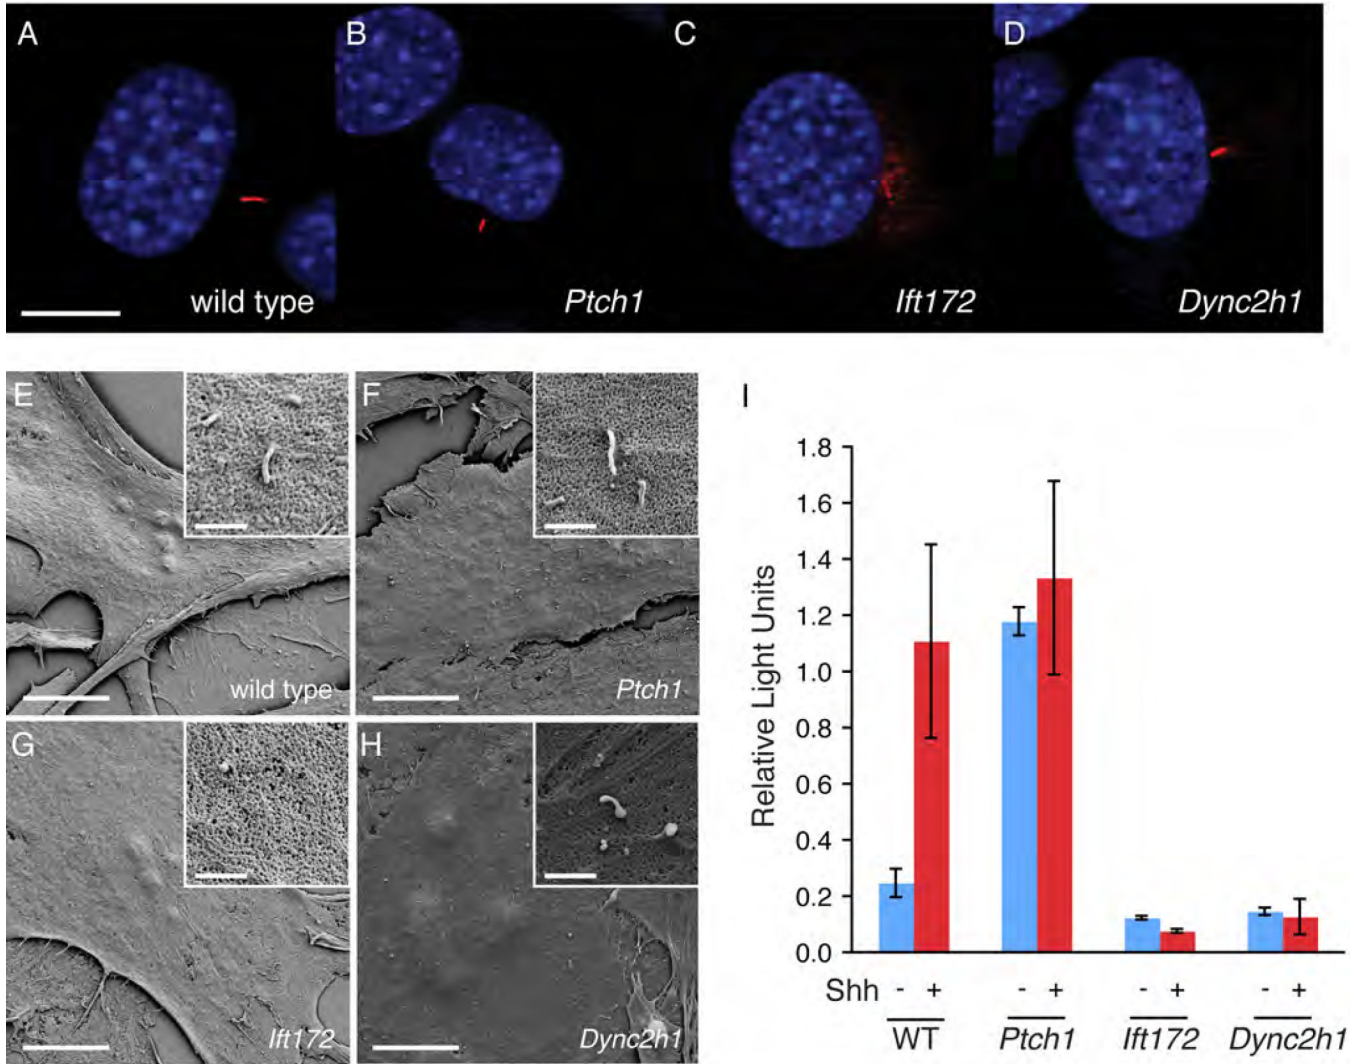 A
B
C
D
wild type
Ptch1
Ift172
Dync2h1
E
F
wild type
Ptch1
G
H
Ift172
Dync2h1
I
Relative Light Units
1.8
1.6
1.4
1.2
1.0
0.8
0.6
0.4
0.2
0.0
Shh - + - + - + - +
WT Ptch1 Ift172 Dync2h1